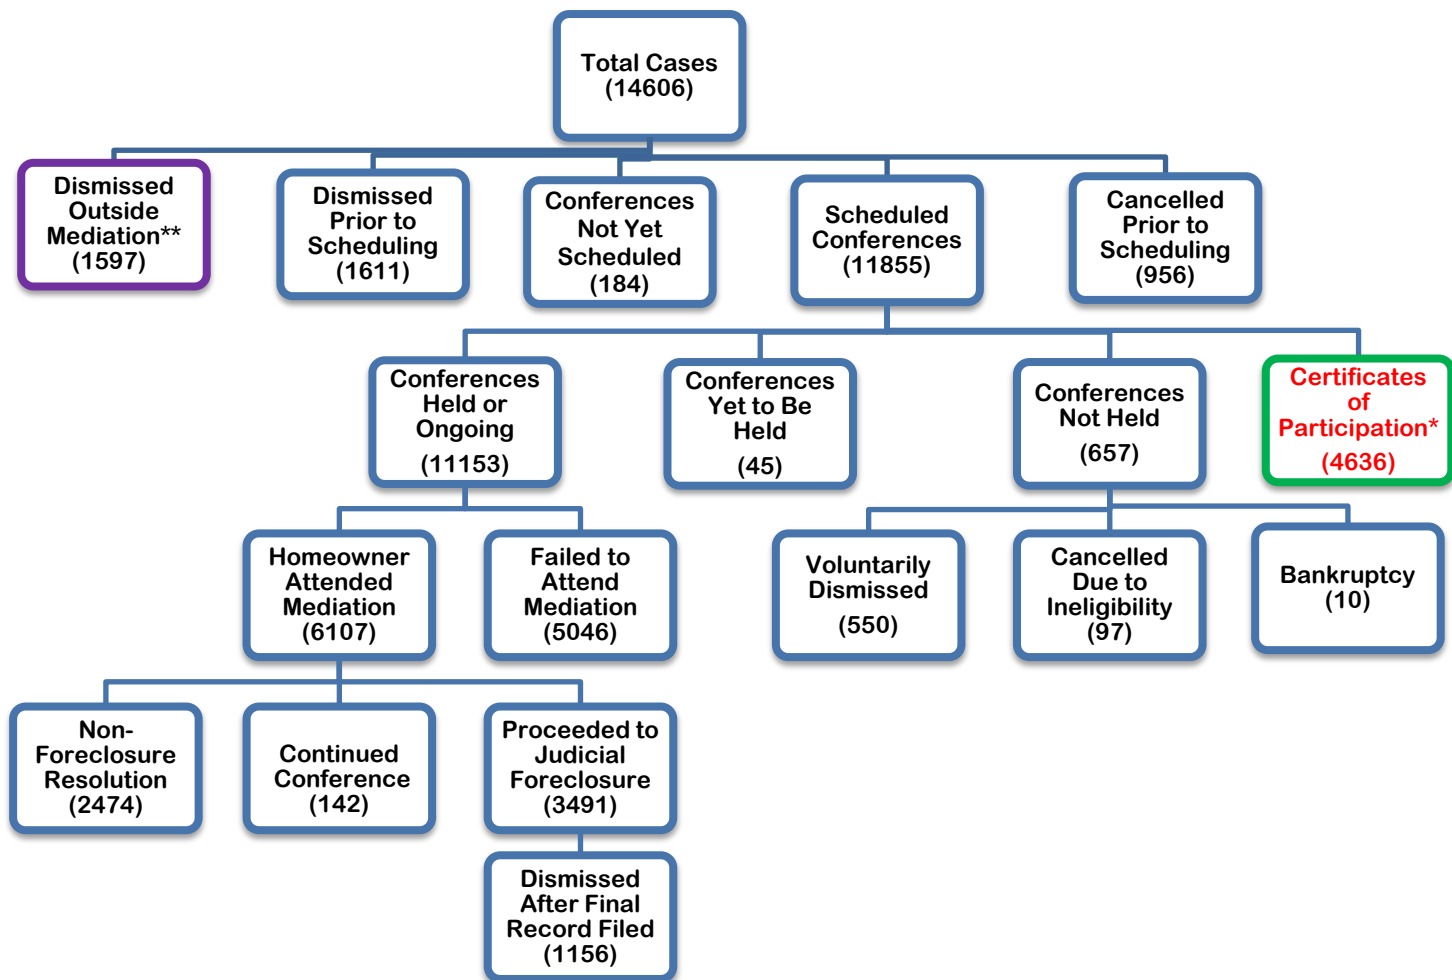 Total Cases
(14606)
Dismissed
Outside
Mediation**
(1597)
Dismissed
Prior to
Scheduling
(1611)
Conferences
Not Yet
Scheduled
(184)
Scheduled
Conferences
(11855)
Cancelled
Prior to
Scheduling
(956)
Conferences
Held or
Ongoing
(11153)
Conferences
Yet to Be
Held
(45)
Conferences
Not Held
(657)
Certificates
of
Participation*
(4636)
Homeowner
Attended
Mediation
(6107)
Failed to
Attend
Mediation
(5046)
Voluntarily
Dismissed
(550)
Cancelled
Due to
Ineligibility
(97)
Bankruptcy
(10)
Non-
Foreclosure
Resolution
(2474)
Continued
Conference
(142)
Proceeded to
Judicial
Foreclosure
(3491)
Dismissed
After Final
Record Filed
(1156)